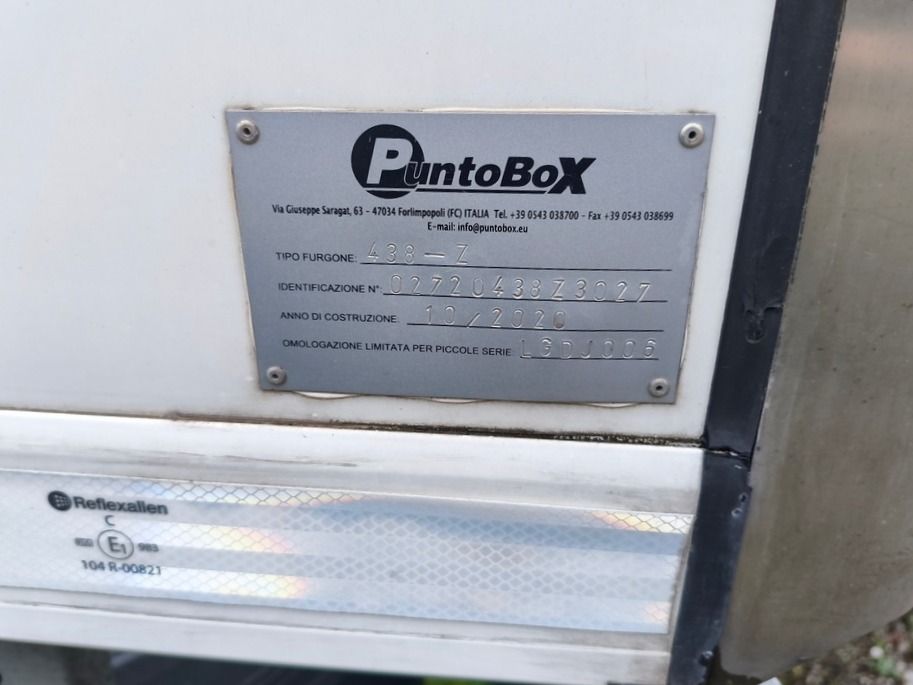 PuntoBoX
Via Giuseppe Saragat, 63 - 47034 Forlimpopoli (FC) ITALIA Tel. +39 0543 038700 - Fax +39 0543 038699
E-mail: info@puntobox.eu
TIPO FURGONE: 438-Z
IDENTIFICAZIONE N°: 02720438Z3027
ANNO DI COSTRUZIONE: 10/2020
OMOLOGAZIONE LIMITATA PER PICCOLE SERIE: LGDJ006
Reflexallen
C
E1 983
104 R-00821